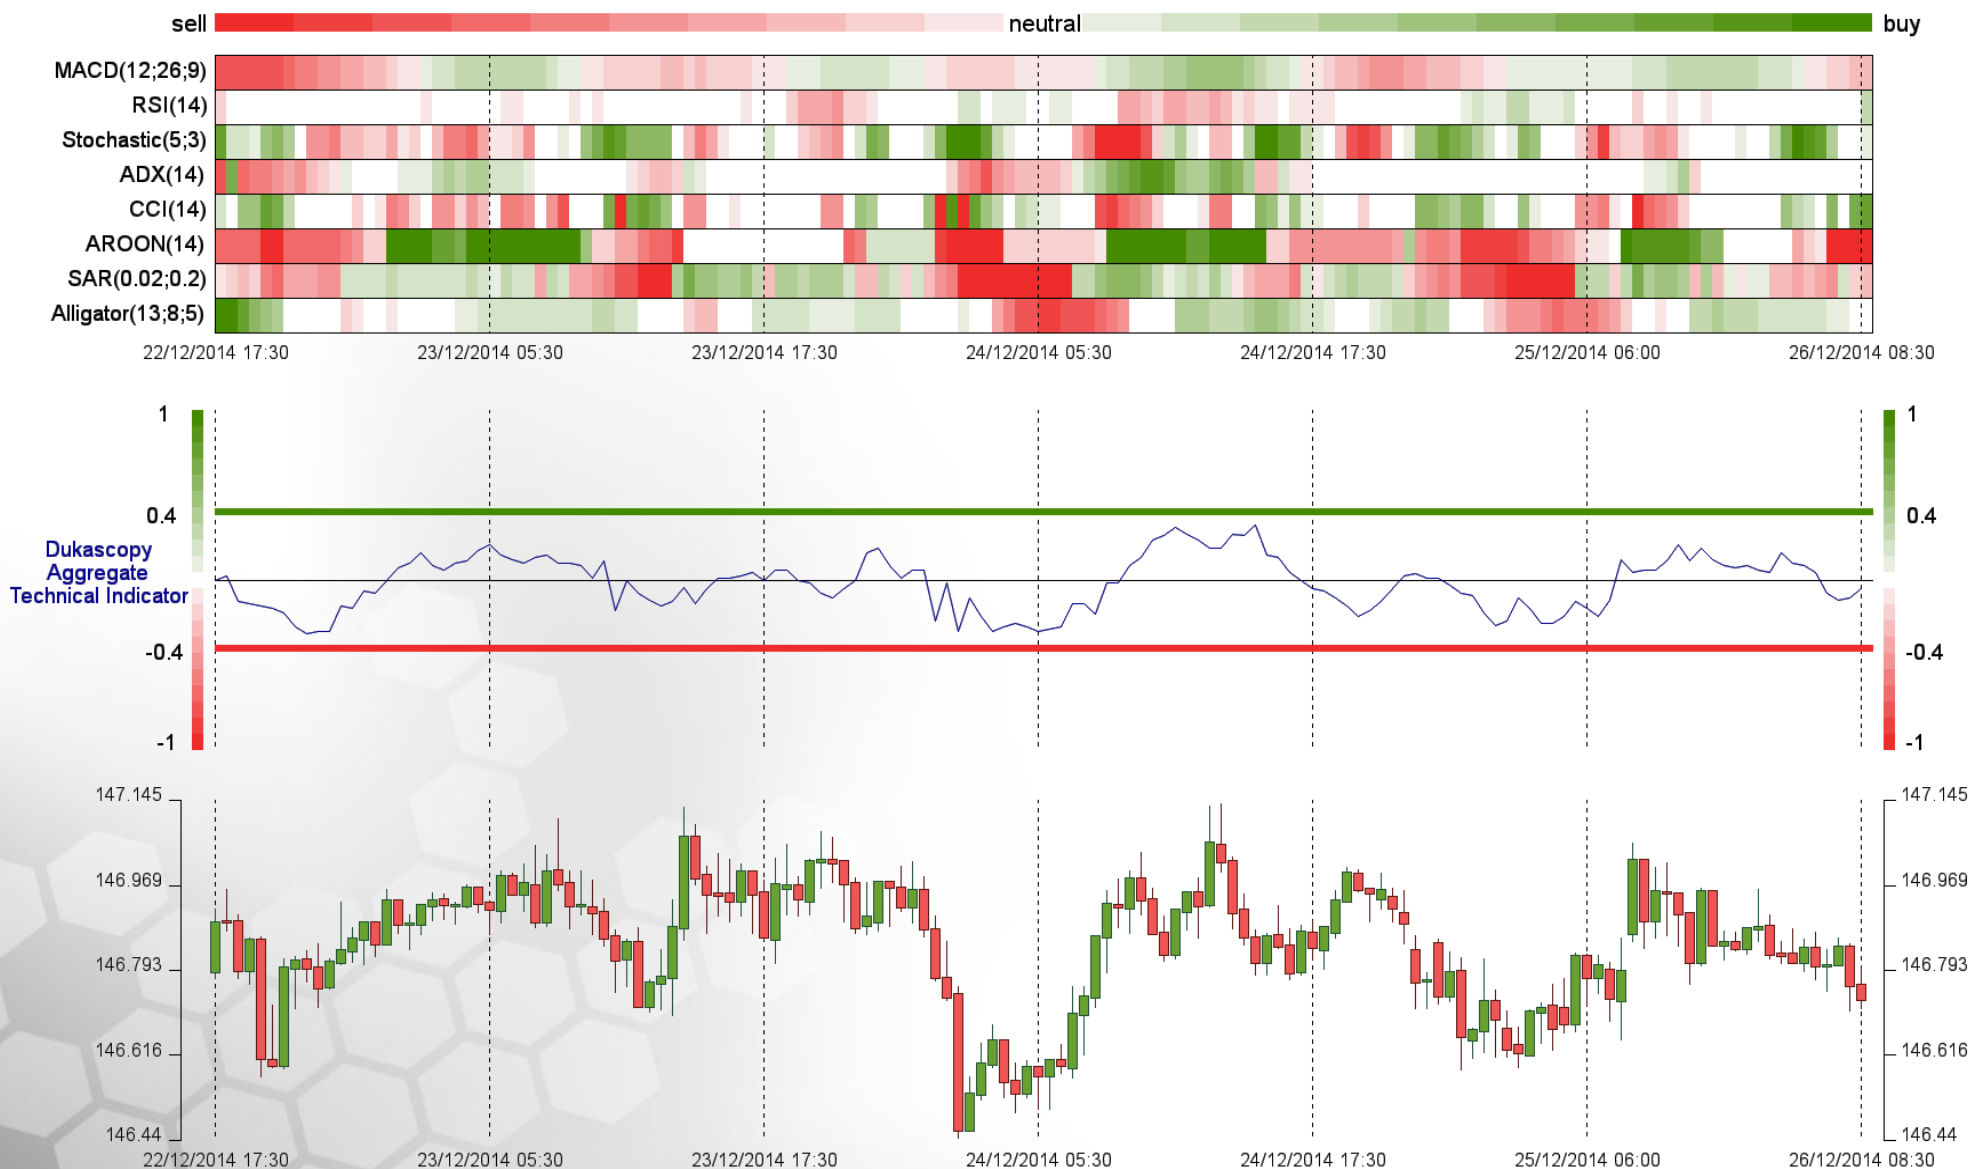 sell neutral buy
MACD(12;26;9)
RSI(14)
Stochastic(5;3)
ADX(14)
CCI(14)
AROON(14)
SAR(0.02;0.2)
Alligator(13;8;5)
22/12/2014 17:30 23/12/2014 05:30 23/12/2014 17:30 24/12/2014 05:30 24/12/2014 17:30 25/12/2014 06:00 26/12/2014 08:30
1 1
0.4 0.4
Dukascopy
Aggregate
Technical Indicator
-0.4 -0.4
-1 -1
147.145 147.145
146.969 146.969
146.793 146.793
146.616 146.616
146.44 146.44
22/12/2014 17:30 23/12/2014 05:30 23/12/2014 17:30 24/12/2014 05:30 24/12/2014 17:30 25/12/2014 06:00 26/12/2014 08:30